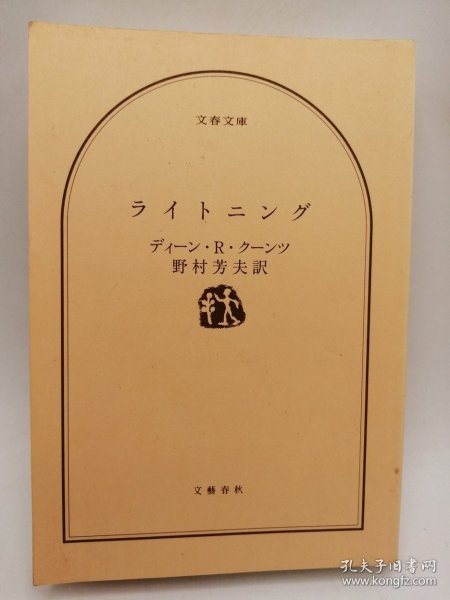 文春文庫
ライトニング
ディーン・R・クーンツ
野村芳夫訳
文藝春秋
孔夫子旧书网
www.kongfz.com